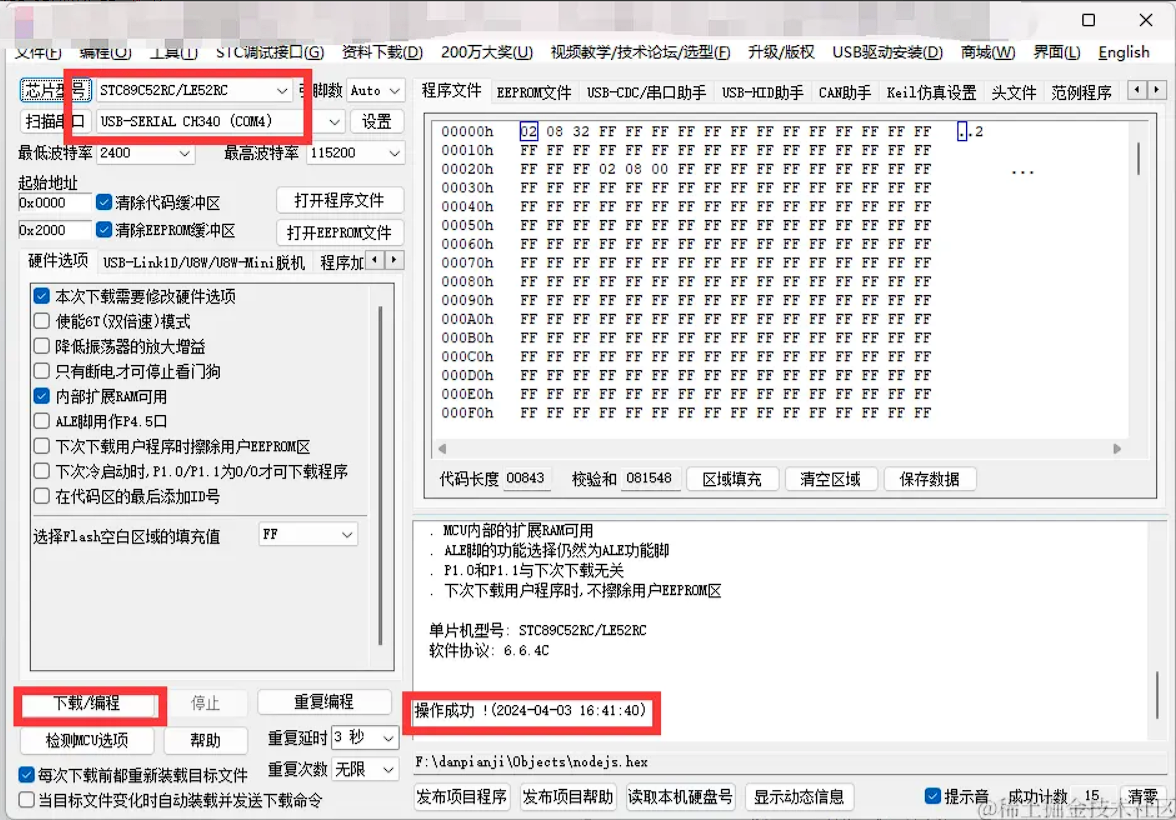 文件(F) 编程(O) 工具(T) STC调试接口(G) 资料下载(D) 200万大奖(U) 视频教学/技术论坛/选型(F) 升级/版权 USB驱动安装(D) 商城(W) 界面(L) English
芯片型号 STC89C52RC/LE52RC 引脚数 Auto
扫描串口 USB-SERIAL CH340 (COM4) 设置
最低波特率 2400 最高波特率 115200
起始地址
0x0000 清除代码缓冲区 打开程序文件
0x2000 清除EEPROM缓冲区 打开EEPROM文件
硬件选项 USB-Link1D/U8W/U8W-Mini脱机 程序加
本次下载需要修改硬件选项
使能6T(双倍速)模式
降低振荡器的放大增益
只有断电才可停止看门狗
内部扩展RAM可用
ALE脚用作P4.5口
下次下载用户程序时擦除用户EEPROM区
下次冷启动时,P1.0/P1.1为0/0才可下载程序
在代码区的最后添加ID号
选择Flash空白区域的填充值 FF
下载/编程 停止 重复编程
检测MCU选项 帮助 重复延时 3 秒
每次下载前都重新装载目标文件 重复次数 无限
当目标文件变化时自动装载并发送下载命令
程序文件 EEPROM文件 USB-CDC/串口助手 USB-HID助手 CAN助手 Keil仿真设置 头文件 范例程序
00000h 02 08 32 FF FF FF FF FF FF FF FF FF FF FF FF FF ..2
00010h FF FF FF FF FF FF FF FF FF FF FF FF FF FF FF FF
00020h FF FF FF 02 08 00 FF FF FF FF FF FF FF FF FF FF ...
00030h FF FF FF FF FF FF FF FF FF FF FF FF FF FF FF FF
00040h FF FF FF FF FF FF FF FF FF FF FF FF FF FF FF FF
00050h FF FF FF FF FF FF FF FF FF FF FF FF FF FF FF FF
00060h FF FF FF FF FF FF FF FF FF FF FF FF FF FF FF FF
00070h FF FF FF FF FF FF FF FF FF FF FF FF FF FF FF FF
00080h FF FF FF FF FF FF FF FF FF FF FF FF FF FF FF FF
00090h FF FF FF FF FF FF FF FF FF FF FF FF FF FF FF FF
000A0h FF FF FF FF FF FF FF FF FF FF FF FF FF FF FF FF
000B0h FF FF FF FF FF FF FF FF FF FF FF FF FF FF FF FF
000C0h FF FF FF FF FF FF FF FF FF FF FF FF FF FF FF FF
000D0h FF FF FF FF FF FF FF FF FF FF FF FF FF FF FF FF
000E0h FF FF FF FF FF FF FF FF FF FF FF FF FF FF FF FF
000F0h FF FF FF FF FF FF FF FF FF FF FF FF FF FF FF FF
代码长度 00843 校验和 081548 区域填充 清空区域 保存数据
. MCU内部的扩展RAM可用
. ALE脚的功能选择仍然为ALE功能脚
. P1.0和P1.1与下次下载无关
. 下次下载用户程序时,不擦除用户EEPROM区
单片机型号: STC89C52RC/LE52RC
软件协议: 6.6.4C
操作成功 !(2024-04-03 16:41:40)
F:\danpianji\Objects\nodejs.hex
发布项目程序 发布项目帮助 读取本机硬盘号 显示动态信息 提示音 成功计数 15 清零
@稀土掘金技术社区